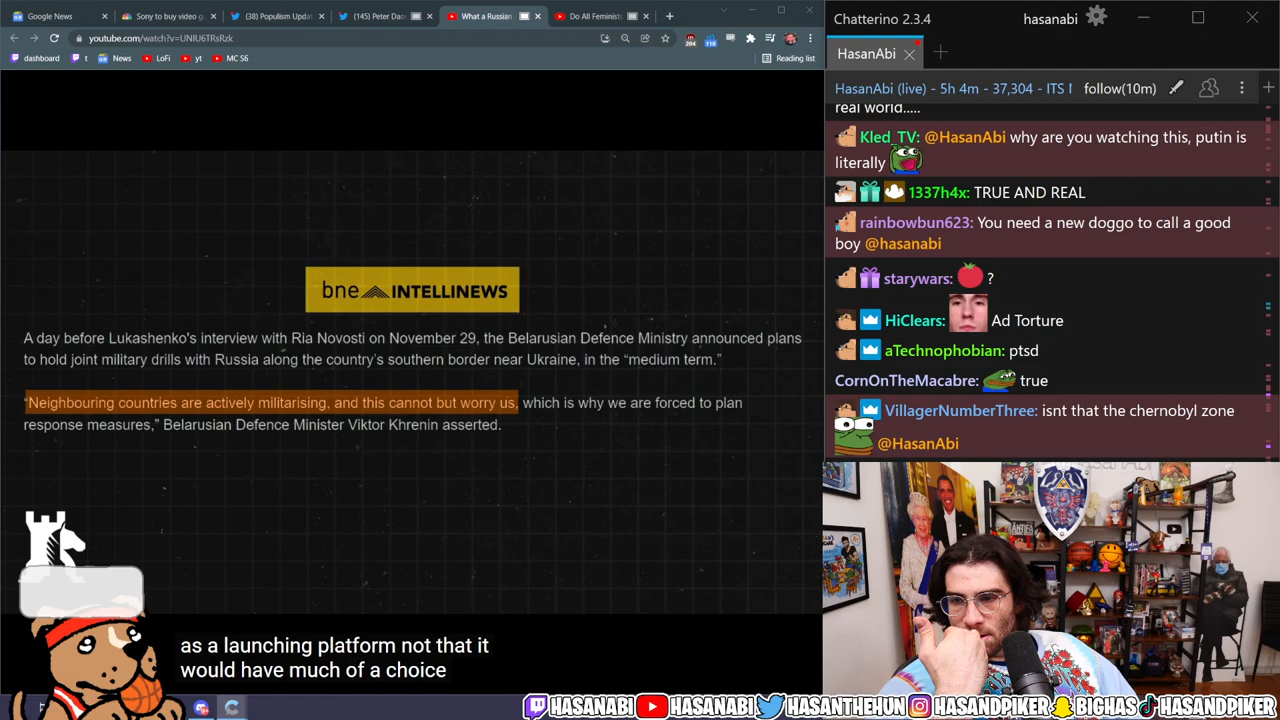 Google News
Sony to buy video g
(38) Populism Updat
(145) Peter Dao
What a Russian
Do All Feminist
youtube.com/watch?v=UNIU6TRsRzk
204
110
dashboard
t
News
LoFi
yt
MC S6
Reading list
bne INTELLINEWS
A day before Lukashenko's interview with Ria Novosti on November 29, the Belarusian Defence Ministry announced plans
to hold joint military drills with Russia along the country's southern border near Ukraine, in the “medium term.”
“Neighbouring countries are actively militarising, and this cannot but worry us, which is why we are forced to plan
response measures,” Belarusian Defence Minister Viktor Khrenin asserted.
as a launching platform not that it
would have much of a choice
Chatterino 2.3.4
hasanabi
HasanAbi
HasanAbi (live) - 5h 4m - 37,304 - ITS
follow(10m)
real world.....
Kled_TV: @HasanAbi why are you watching this, putin is
literally
1337h4x: TRUE AND REAL
rainbowbun623: You need a new doggo to call a good
boy @hasanabi
starywars: ?
HiClears: Ad Torture
aTechnophobian: ptsd
CornOnTheMacabre: true
VillagerNumberThree: isnt that the chernobyl zone
@HasanAbi
HASANABI
HASANABI
HASANTHEHUN
HASANDPIKER
BIGHAS
HASANDPIKER